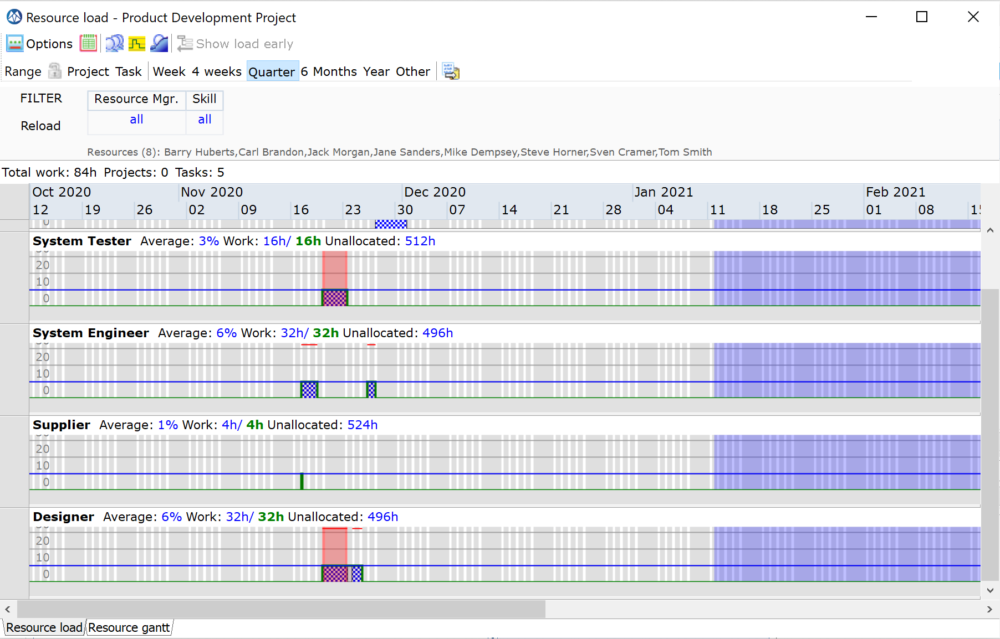 Resource load - Product Development Project
Options Show load early
Range Project Task Week 4 weeks Quarter 6 Months Year Other
FILTER Resource Mgr. Skill
all all
Reload
Resources (8): Barry Huberts,Carl Brandon,Jack Morgan,Jane Sanders,Mike Dempsey,Steve Horner,Sven Cramer,Tom Smith
Total work: 84h Projects: 0 Tasks: 5
Oct 2020 Nov 2020 Dec 2020 Jan 2021 Feb 2021
12 19 26 02 09 16 23 30 07 14 21 28 04 11 18 25 01 08 15
0
System Tester Average: 3% Work: 16h/ 16h Unallocated: 512h
20
10
0
System Engineer Average: 6% Work: 32h/ 32h Unallocated: 496h
20
10
0
Supplier Average: 1% Work: 4h/ 4h Unallocated: 524h
20
10
0
Designer Average: 6% Work: 32h/ 32h Unallocated: 496h
20
10
0
Resource load Resource gantt